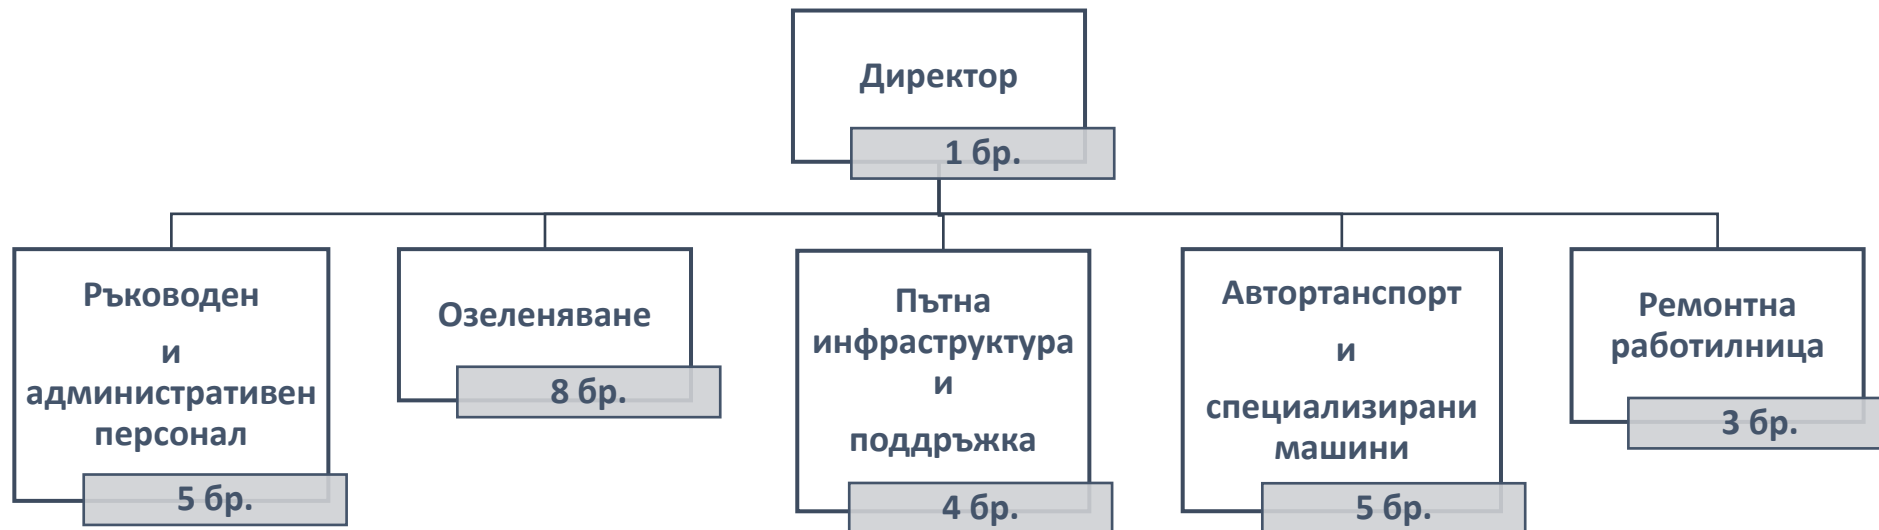 Директор
1 бр.
Ръководен
и
административен
персонал
5 бр.
Озеленяване
8 бр.
Пътна
инфраструктура
и
поддръжка
4 бр.
Автортанспорт
и
специализирани
машини
5 бр.
Ремонтна
работилница
3 бр.